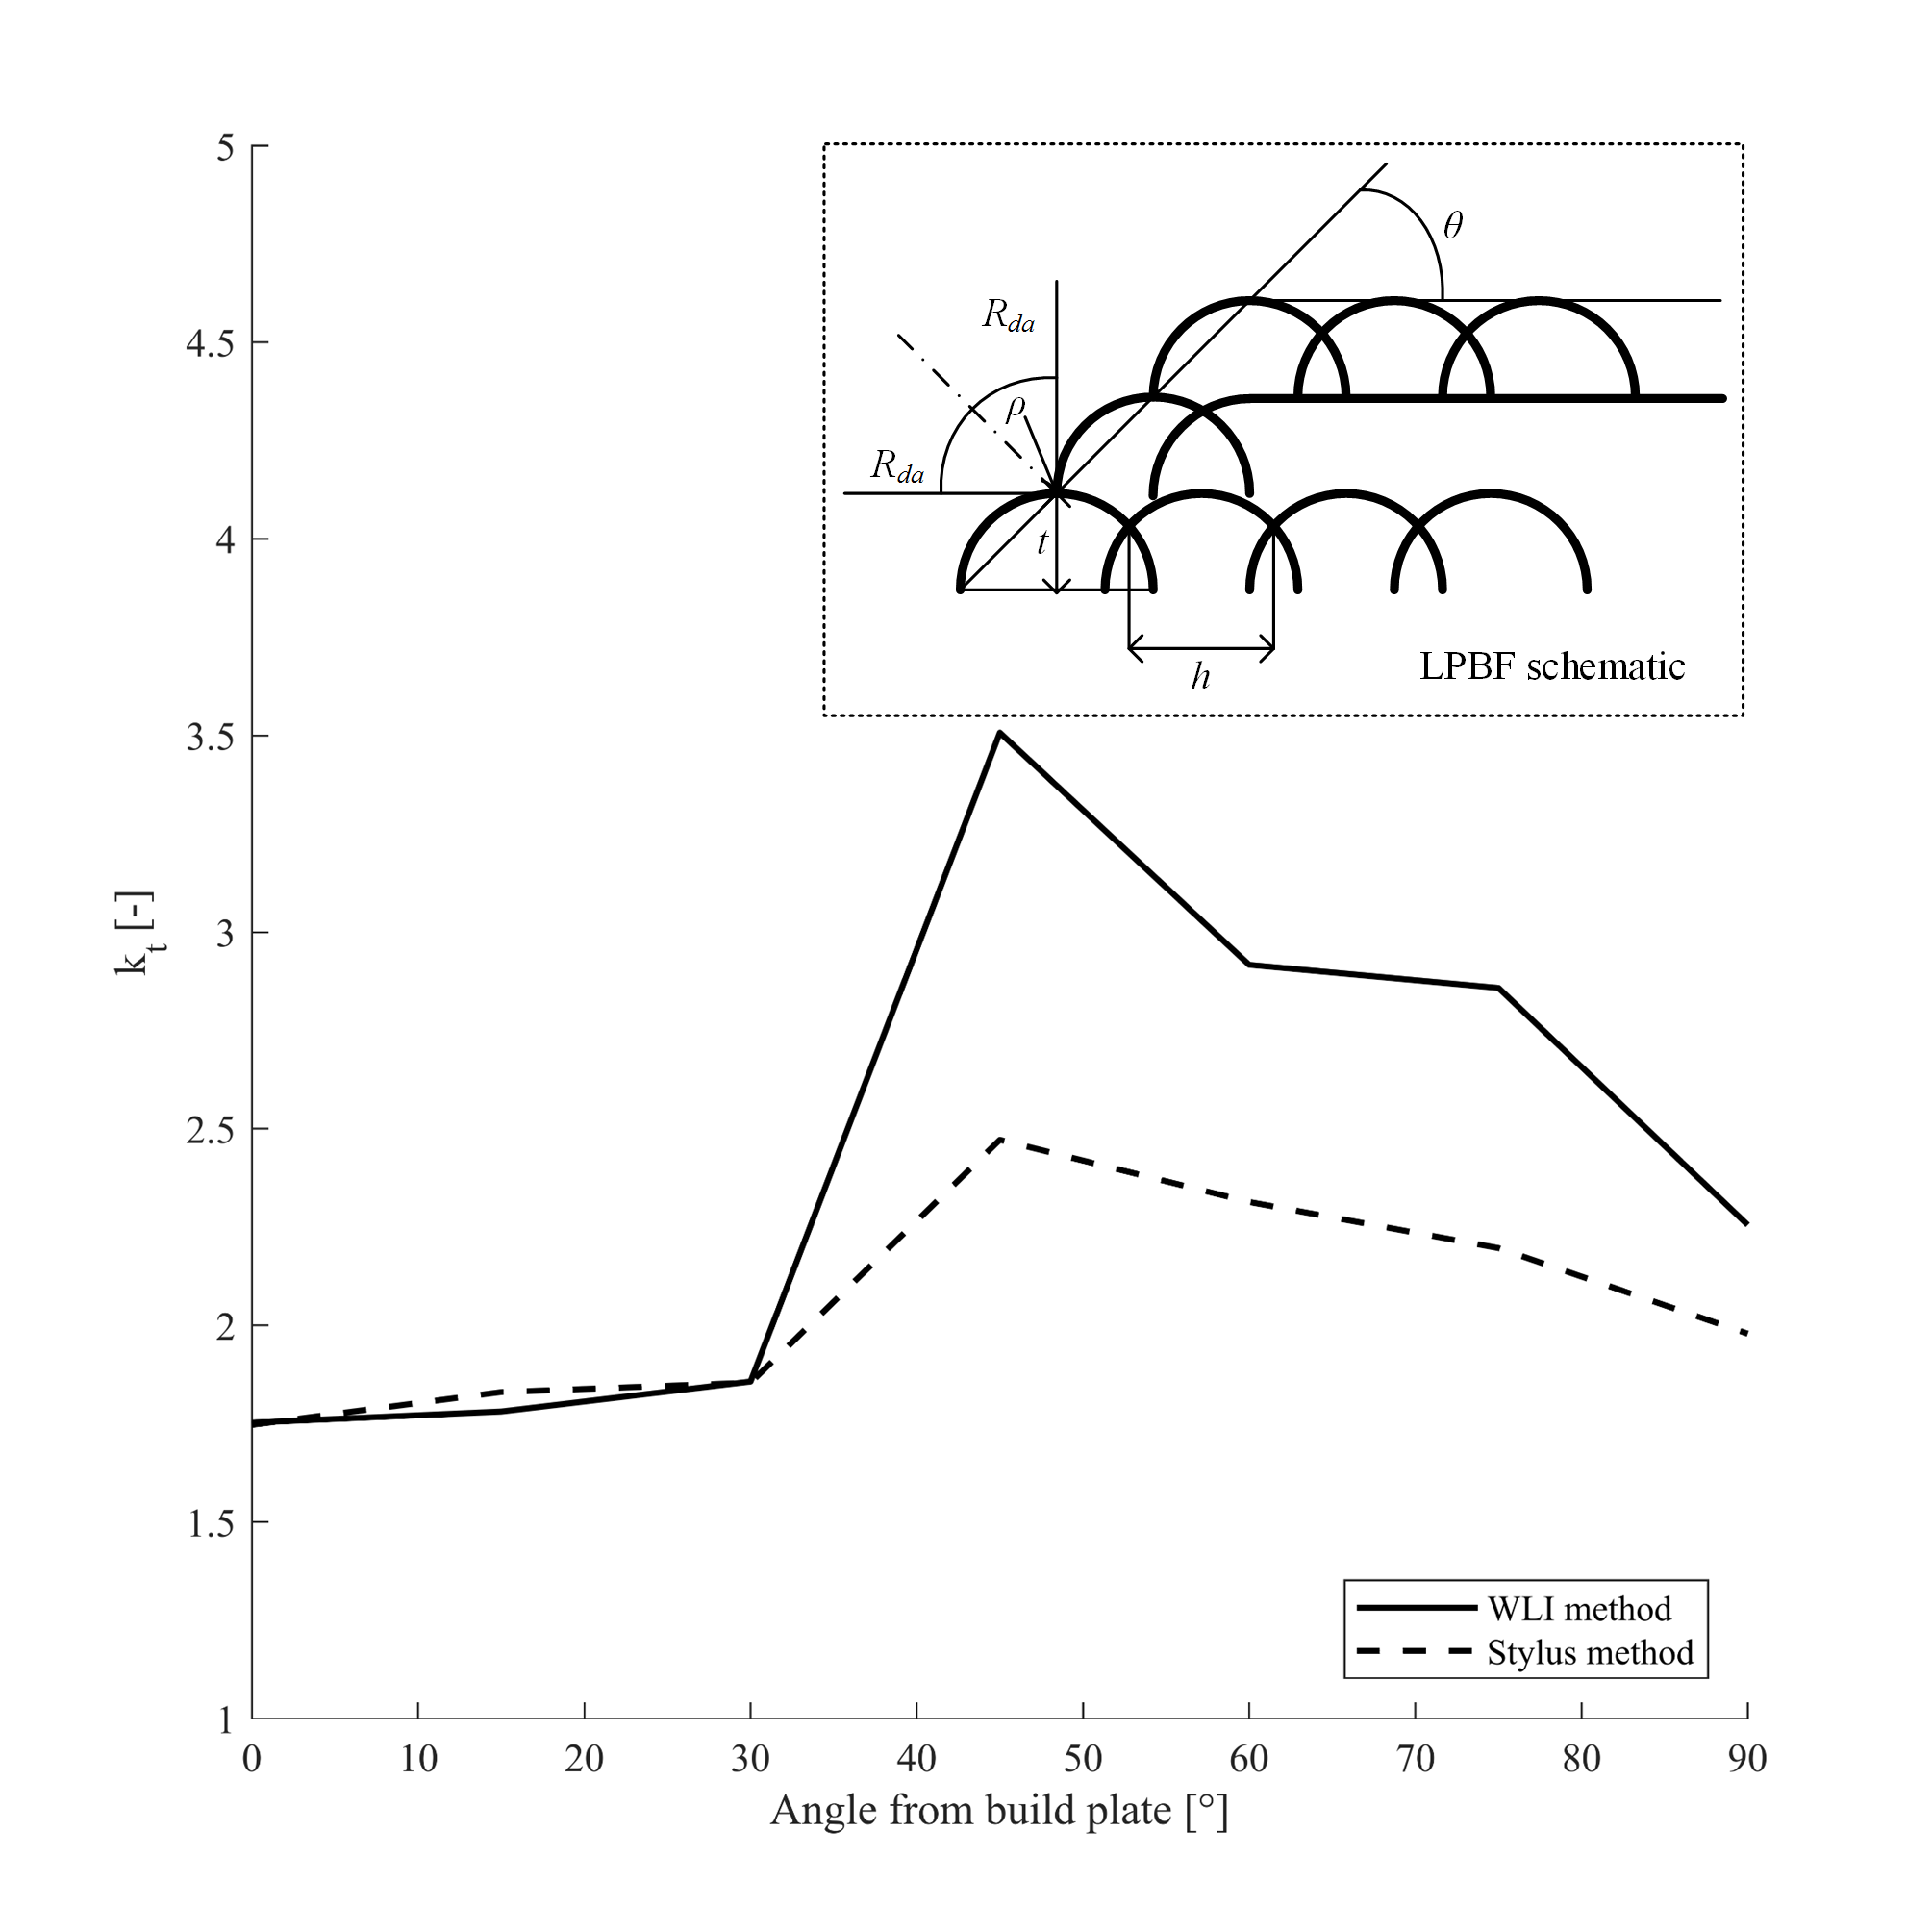 5
4.5
4
3.5
3
2.5
2
1.5
1
k_t [-]
θ
R_da
ρ
R_da
t
h
LPBF schematic
WLI method
Stylus method
0 10 20 30 40 50 60 70 80 90
Angle from build plate [°]